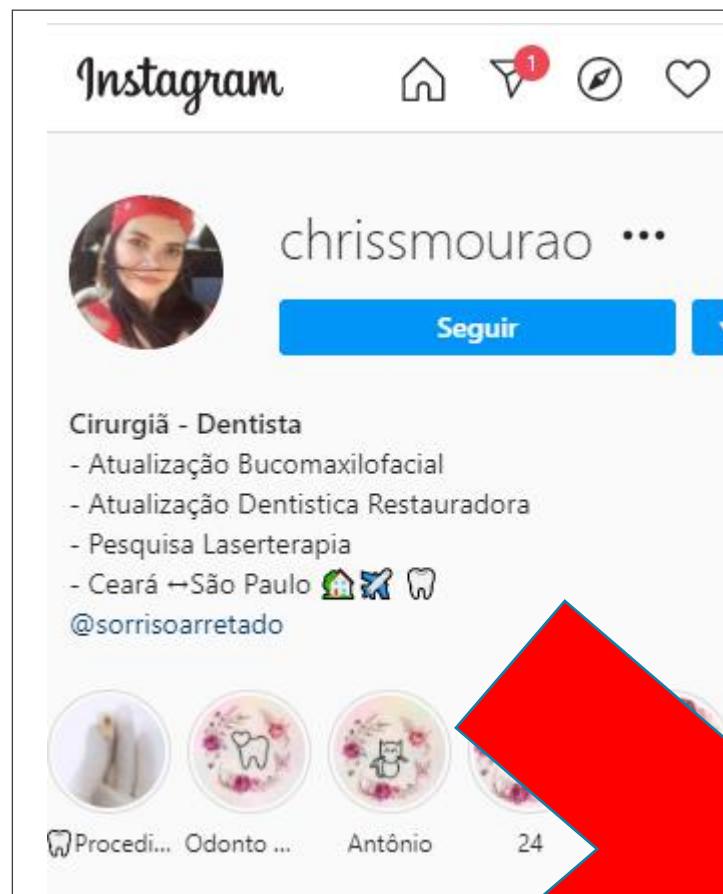 Instagram
1
chrissmourao •••
Seguir
Cirurgiã - Dentista
- Atualização Bucomaxilofacial
- Atualização Dentistica Restauradora
- Pesquisa Laserterapia
- Ceará ↔São Paulo 🏡✈️ 🦷
@sorrisoarretado
🦷Procedi... Odonto ... Antônio 24